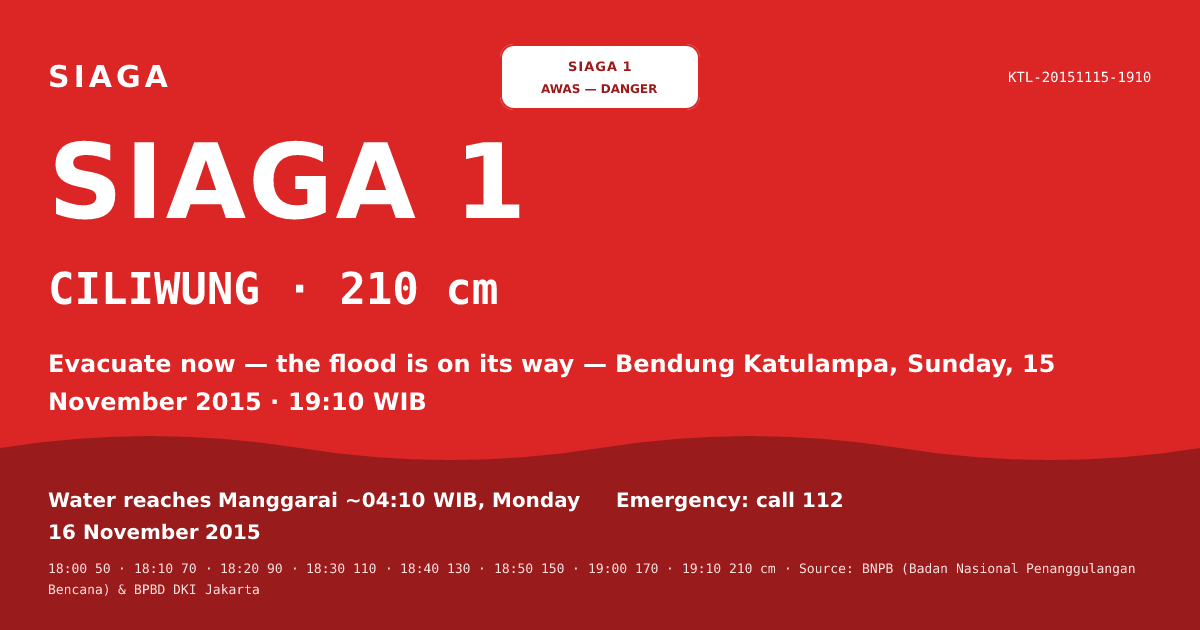 SIAGA
SIAGA 1
AWAS — DANGER
KTL-20151115-1910
SIAGA 1
CILIWUNG · 210 cm
Evacuate now — the flood is on its way — Bendung Katulampa, Sunday, 15
November 2015 · 19:10 WIB
Water reaches Manggarai ~04:10 WIB, Monday
16 November 2015
Emergency: call 112
18:00 50 · 18:10 70 · 18:20 90 · 18:30 110 · 18:40 130 · 18:50 150 · 19:00 170 · 19:10 210 cm · Source: BNPB (Badan Nasional Penanggulangan
Bencana) & BPBD DKI Jakarta